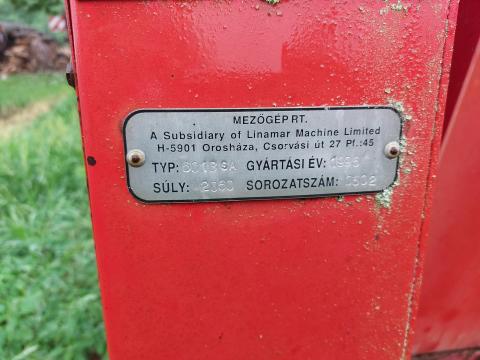 MEZŐGÉP RT.
A Subsidiary of Linamar Machine Limited
H-5901 Orosháza, Csorvási út 27 Pf.:45
TYP: GYÁRTÁSI ÉV:
SÚLY: SOROZATSZÁM: